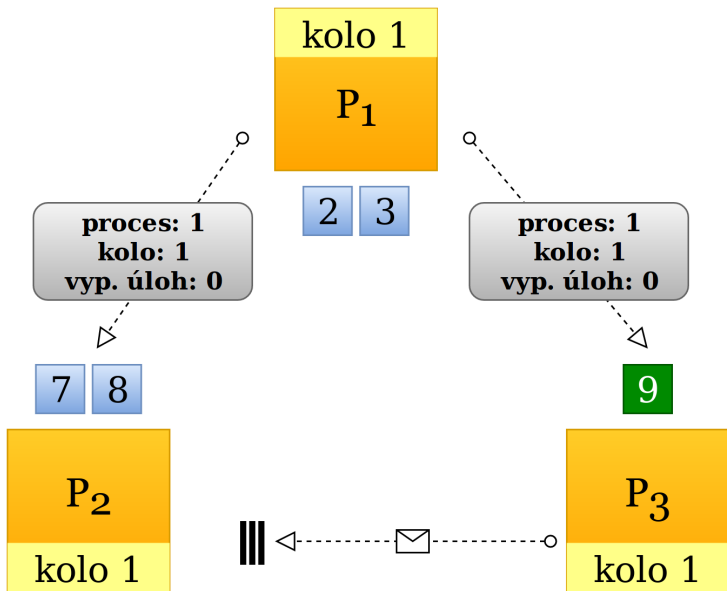 kolo 1
P1
2 3
proces: 1
kolo: 1
vyp. úloh: 0
proces: 1
kolo: 1
vyp. úloh: 0
7 8
9
P2
kolo 1
P3
kolo 1